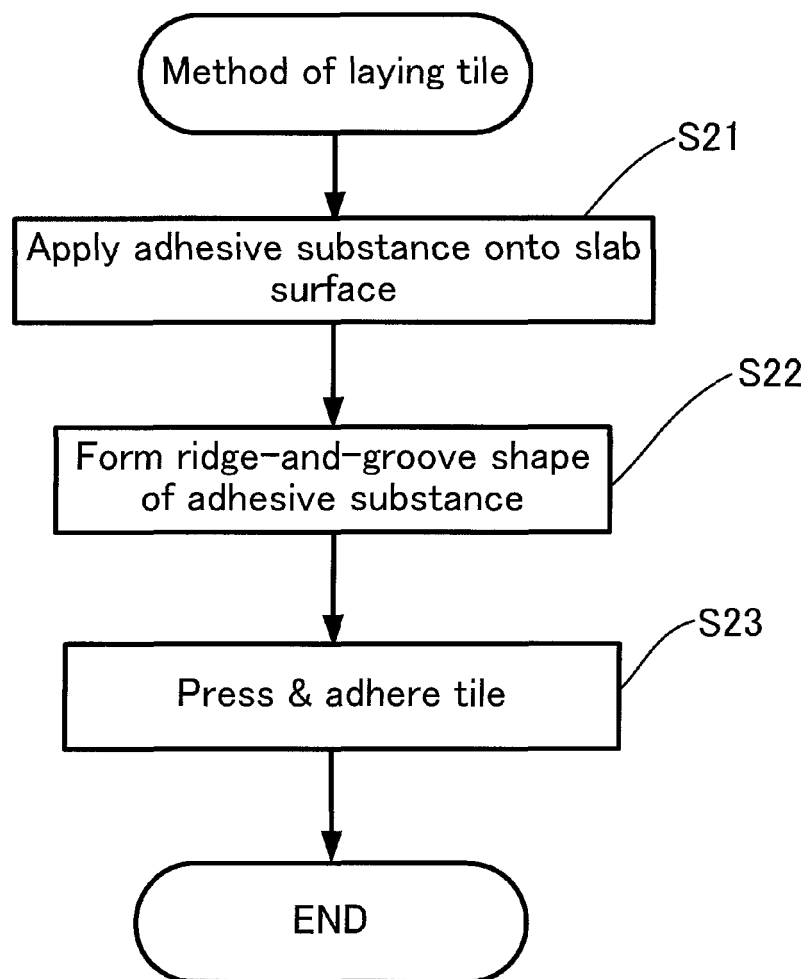 Method of laying tile
S21
Apply adhesive substance onto slab
surface
S22
Form ridge-and-groove shape
of adhesive substance
S23
Press & adhere tile
END